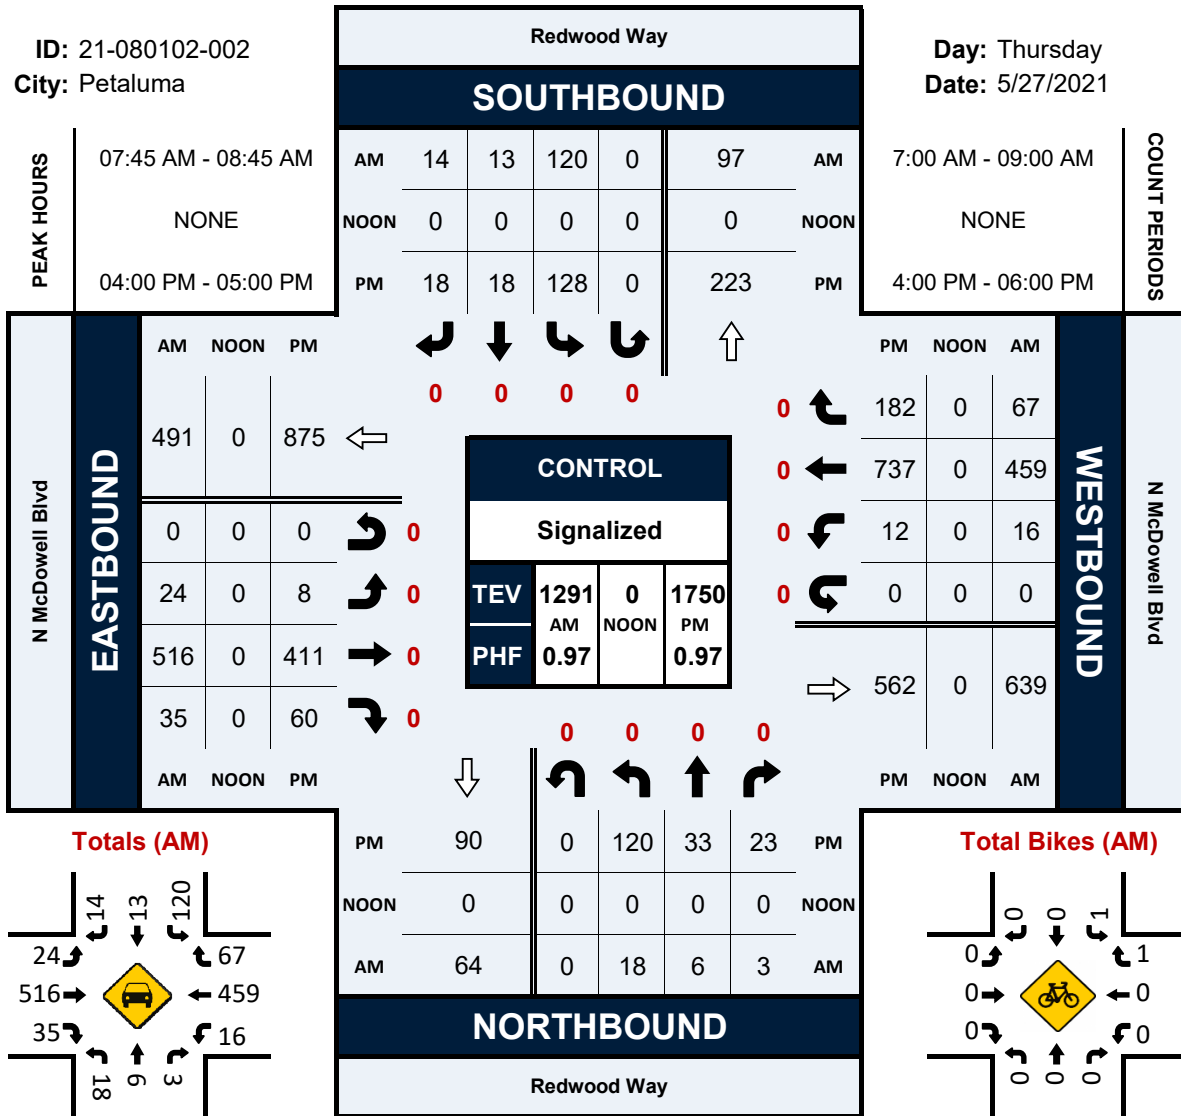 Redwood Way
ID: 21-080102-002
City: Petaluma
Day: Thursday
Date: 5/27/2021
SOUTHBOUND
PEAK HOURS
07:45 AM - 08:45 AM
NONE
04:00 PM - 05:00 PM
AM 14 13 120 0 97 AM
NOON 0 0 0 0 0 NOON
PM 18 18 128 0 223 PM
7:00 AM - 09:00 AM
NONE
4:00 PM - 06:00 PM
COUNT PERIODS
0 0 0 0
N McDowell Blvd
EASTBOUND
AM NOON PM
491 0 875
0 0 0 0
24 0 8 0
516 0 411 0
35 0 60 0
AM NOON PM
CONTROL
Signalized
TEV 1291 0 1750
AM NOON PM
PHF 0.97 0.97
PM NOON AM
0 182 0 67
0 737 0 459
0 12 0 16
0 0 0 0
562 0 639
PM NOON AM
WESTBOUND
N McDowell Blvd
0 0 0 0
PM 90 0 120 33 23 PM
NOON 0 0 0 0 0 NOON
AM 64 0 18 6 3 AM
NORTHBOUND
Redwood Way
Totals (AM)
14 13 120
24 67
516 459
35 16
18 6 3
Total Bikes (AM)
0 0 1
0 1
0 0
0 0
0 0 0